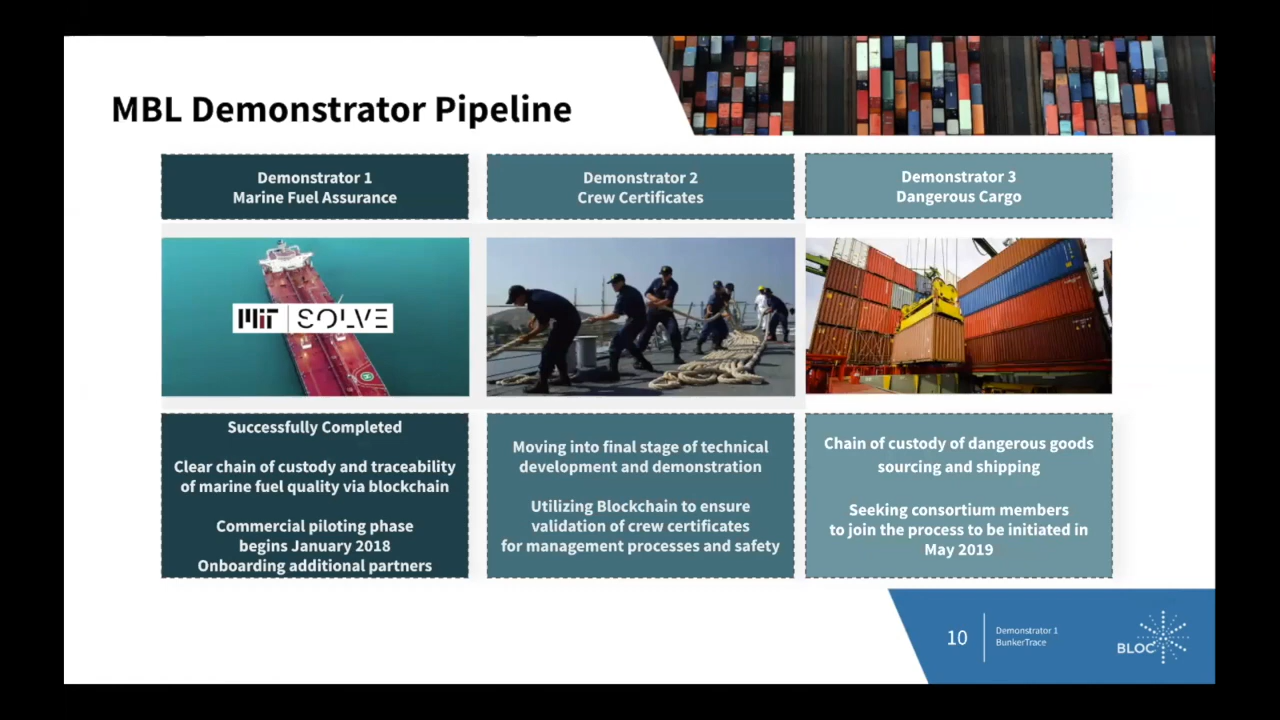 MBL Demonstrator Pipeline
Demonstrator 1
Marine Fuel Assurance
Demonstrator 2
Crew Certificates
Demonstrator 3
Dangerous Cargo
MIT SOLVE
Successfully Completed
Clear chain of custody and traceability
of marine fuel quality via blockchain
Commercial piloting phase
begins January 2018
Onboarding additional partners
Moving into final stage of technical
development and demonstration
Utilizing Blockchain to ensure
validation of crew certificates
for management processes and safety
Chain of custody of dangerous goods
sourcing and shipping
Seeking consortium members
to join the process to be initiated in
May 2019
10
Demonstrator 1
BunkerTrace
BLOC